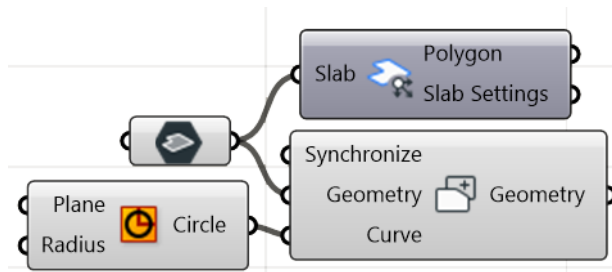 Slab
Polygon
Slab Settings
Synchronize
Geometry
Geometry
Curve
Plane
Radius
Circle